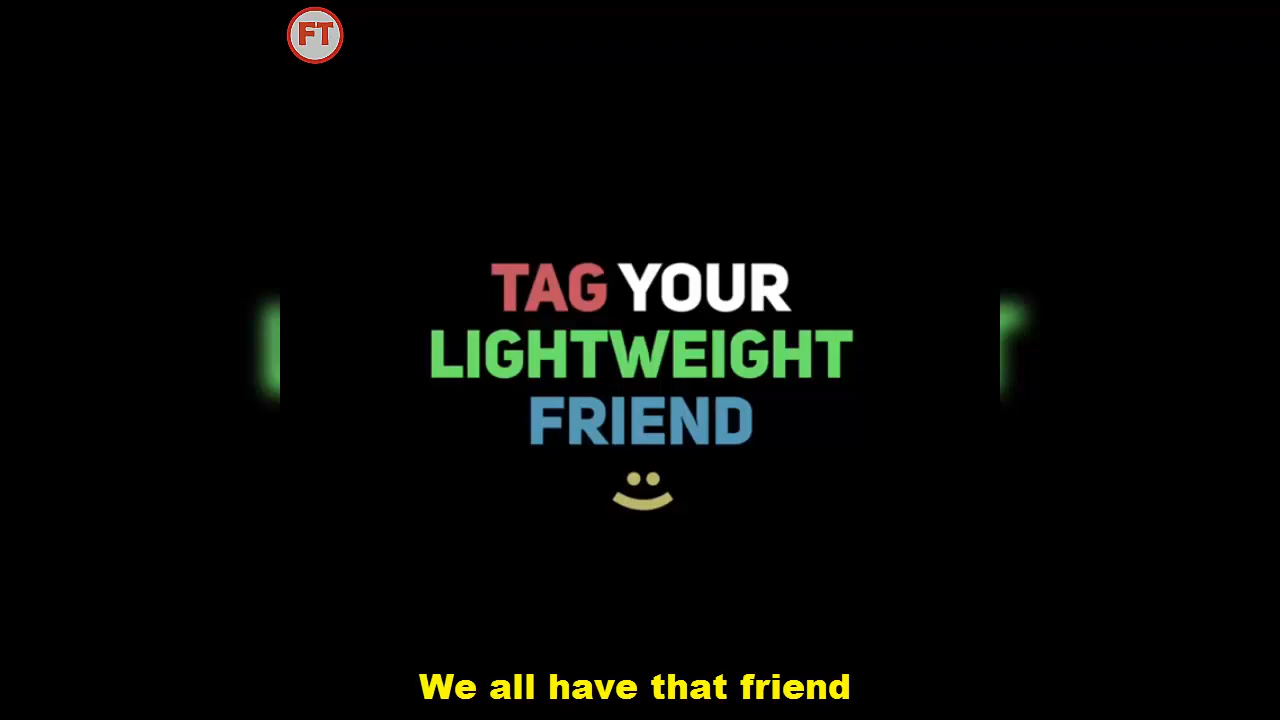 FT
TAG YOUR
LIGHTWEIGHT
FRIEND
We all have that friend